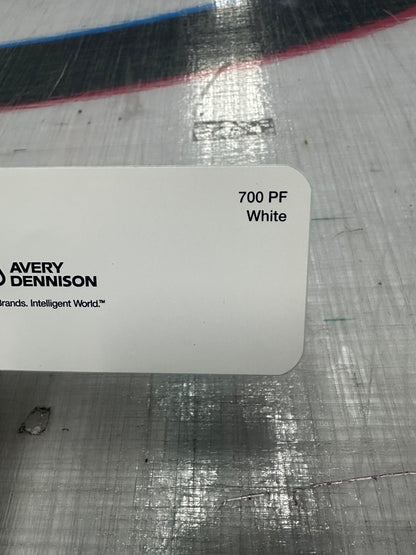 700 PF
White
AVERY
DENNISON
Brands. Intelligent World.™